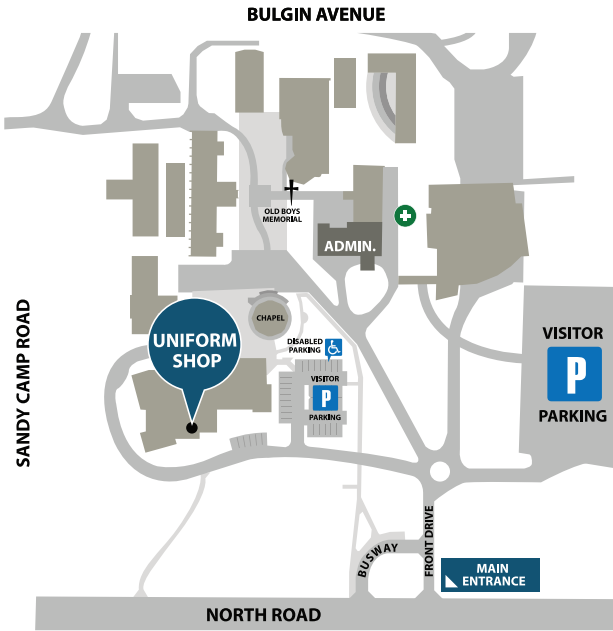 BULGIN AVENUE
OLD BOYS
MEMORIAL
ADMIN.
CHAPEL
SANDY CAMP ROAD
UNIFORM
SHOP
DISABLED
PARKING
VISITOR
P
PARKING
VISITOR
P
PARKING
BUSWAY
FRONT DRIVE
MAIN
ENTRANCE
NORTH ROAD